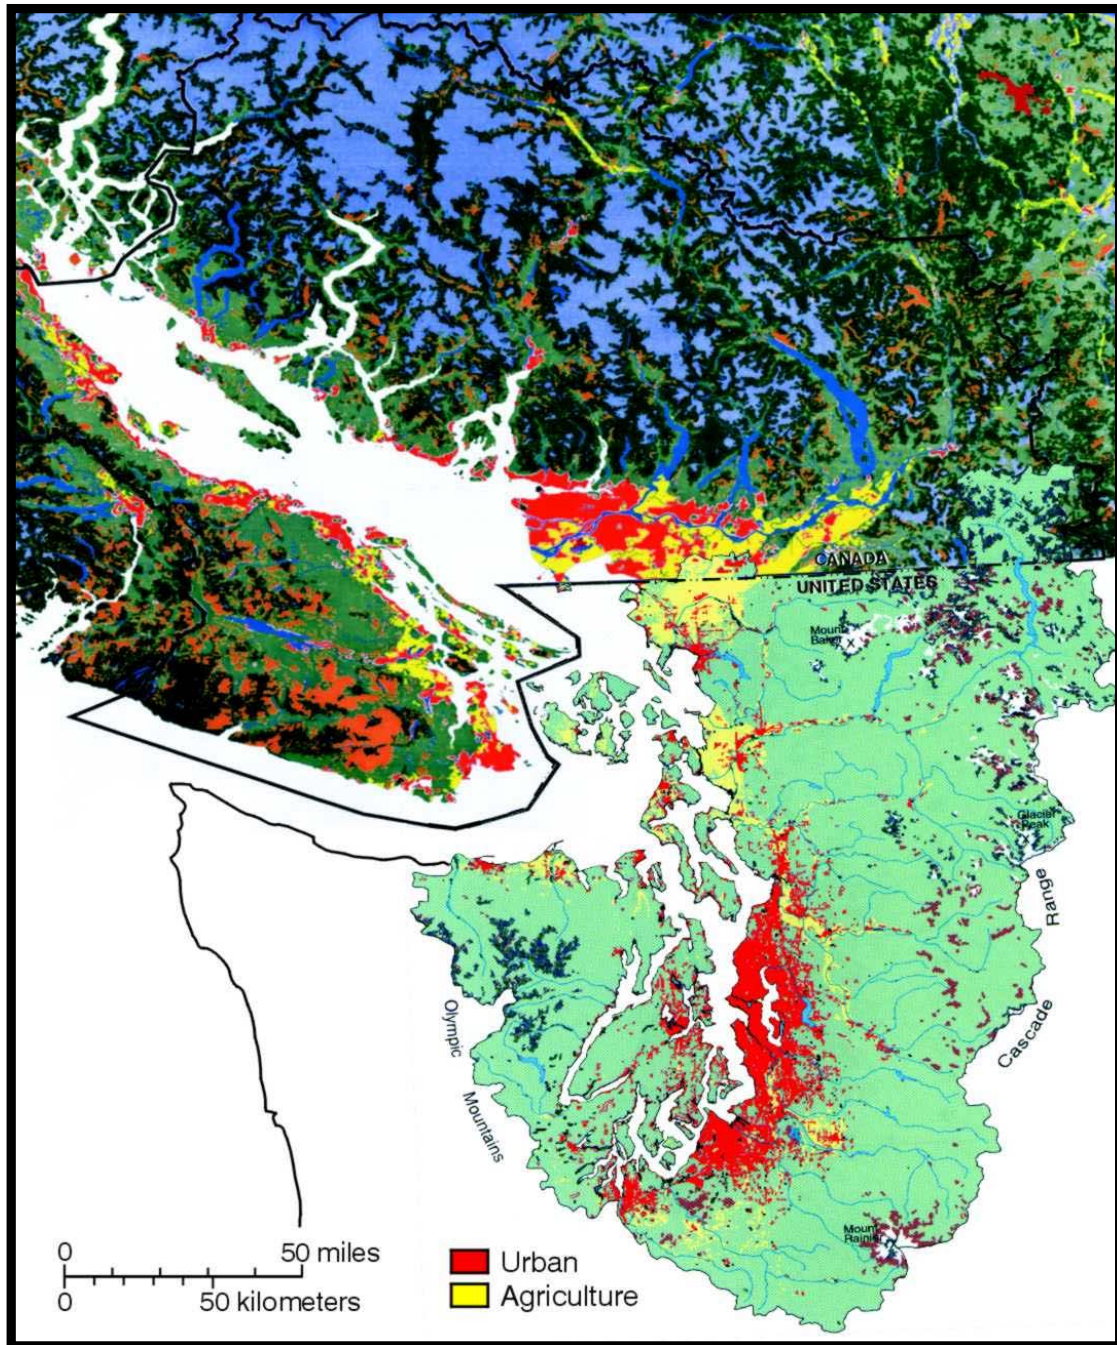 CANADA
UNITED STATES
Mount
Baker
X
Glacier
Peak
Range
Cascade
Olympic
Mountains
Mount
Rainier
0 50 miles
0 50 kilometers
Urban
Agriculture